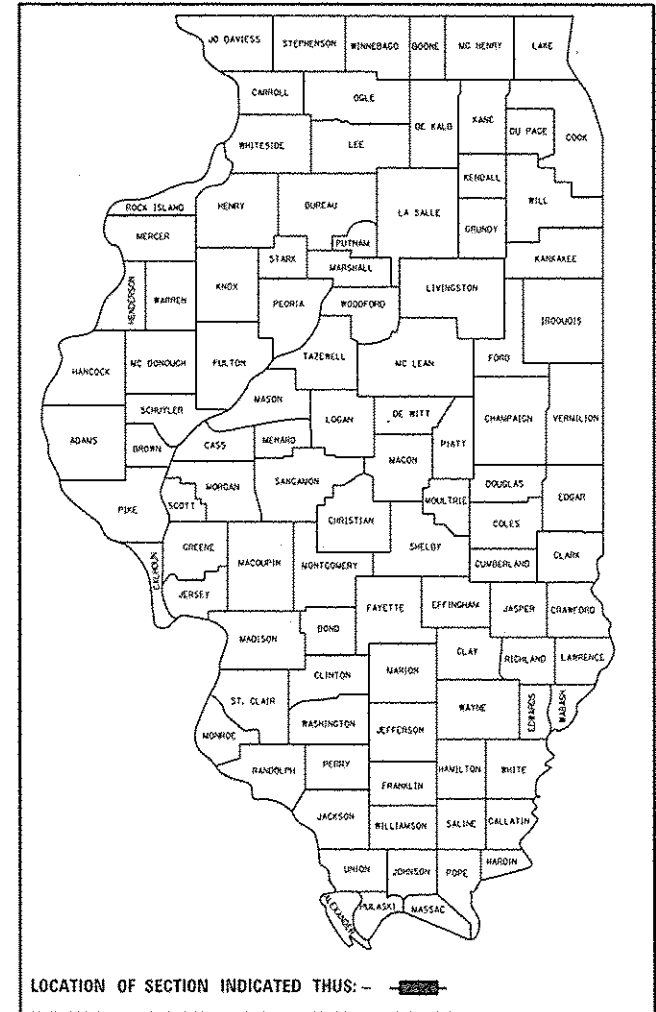 JO DAVIESS STEPHENSON WINNEBAGO BOONE MC HENRY LAKE
CARROLL OGLE DE KALB KANE DU PAGE COOK
WHITESIDE LEE
KENDALL
ROCK ISLAND HENRY BUREAU LA SALLE WILL
MERCER PUTNAM GRUNDY
STARK MARSHALL KANKAKEE
HENDERSON WARREN KNOX PEORIA WOODFORD LIVINGSTON
IROQUOIS
HANCOCK MC DONOUGH FULTON TAZEWELL MC LEAN FORD
MASON
SCHUYLER LOGAN DE WITT CHAMPAIGN VERMILION
ADAMS BROWN CASS MENARD PIATT
MACON
PIKE SCOTT MORGAN SANGAMON MOULTRIE DOUGLAS EDGAR
CHRISTIAN COLES
CALHOUN GREENE MACOUPIN MONTGOMERY SHELBY CUMBERLAND CLARK
JERSEY FAYETTE EFFINGHAM JASPER CRAWFORD
MADISON BOND
CLAY RICHLAND LAWRENCE
CLINTON MARION
ST. CLAIR WAYNE EDWARDS WABASH
MONROE WASHINGTON JEFFERSON
RANDOLPH PERRY HAMILTON WHITE
FRANKLIN
JACKSON WILLIAMSON SALINE GALLATIN
UNION JOHNSON POPE HARDIN
ALEXANDER PULASKI MASSAC
LOCATION OF SECTION INDICATED THUS: -